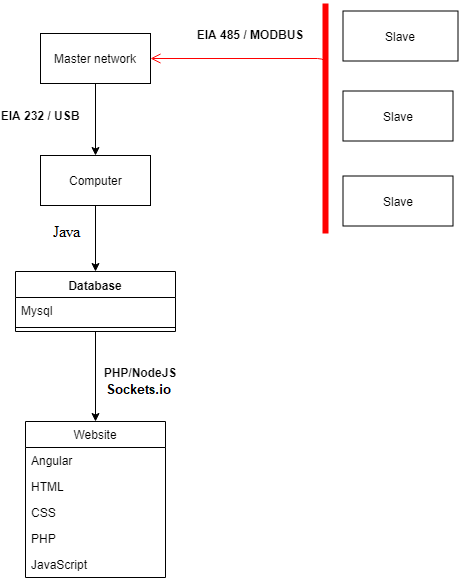 EIA 485 / MODBUS
Slave
Master network
Slave
EIA 232 / USB
Computer
Slave
Java
Database
Mysql
PHP/NodeJS
Sockets.io
Website
Angular
HTML
CSS
PHP
JavaScript